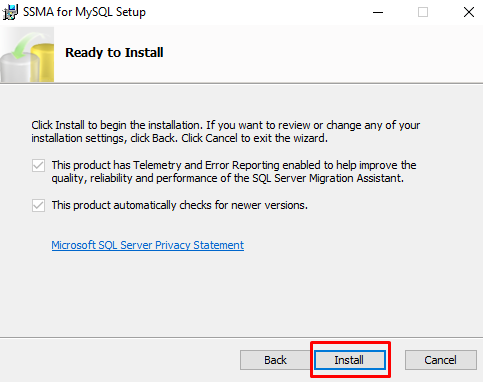 SSMA for MySQL Setup
Ready to Install
Click Install to begin the installation. If you want to review or change any of your
installation settings, click Back. Click Cancel to exit the wizard.
This product has Telemetry and Error Reporting enabled to help improve the
quality, reliability and performance of the SQL Server Migration Assistant.
This product automatically checks for newer versions.
Microsoft SQL Server Privacy Statement
Back Install Cancel